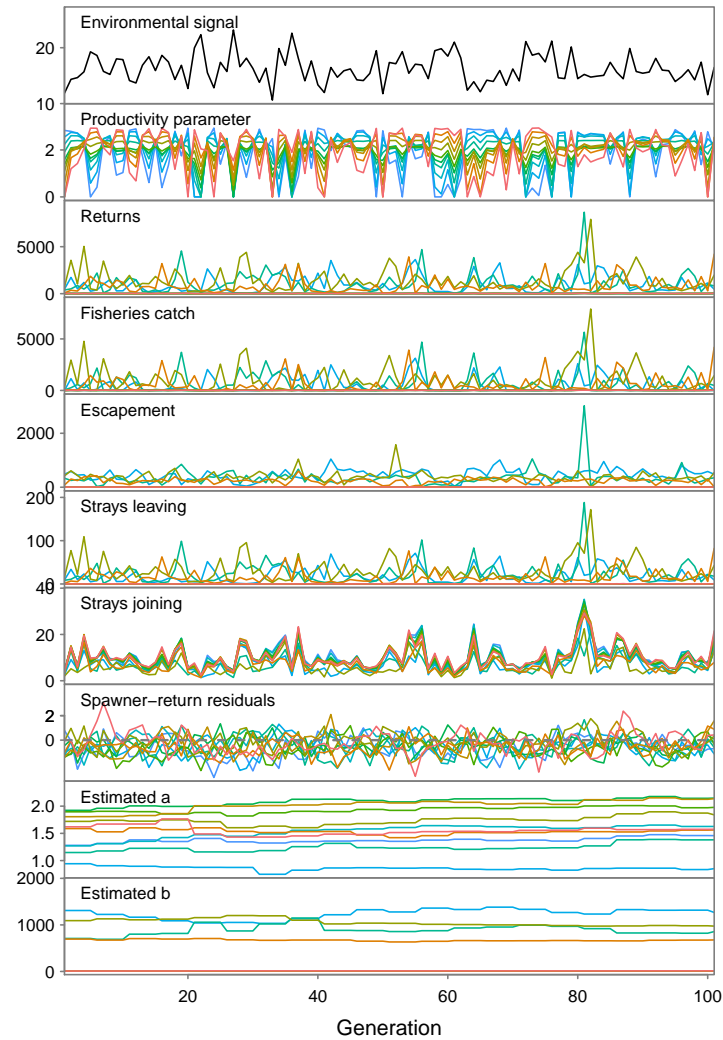 Environmental signal
20
10
Productivity parameter
2
0
Returns
5000
0
Fisheries catch
5000
0
Escapement
2000
0
Strays leaving
200
100
0
Strays joining
40
20
0
Spawner−return residuals
2
0
Estimated a
2.0
1.5
1.0
Estimated b
2000
1000
0
20 40 60 80 100
Generation